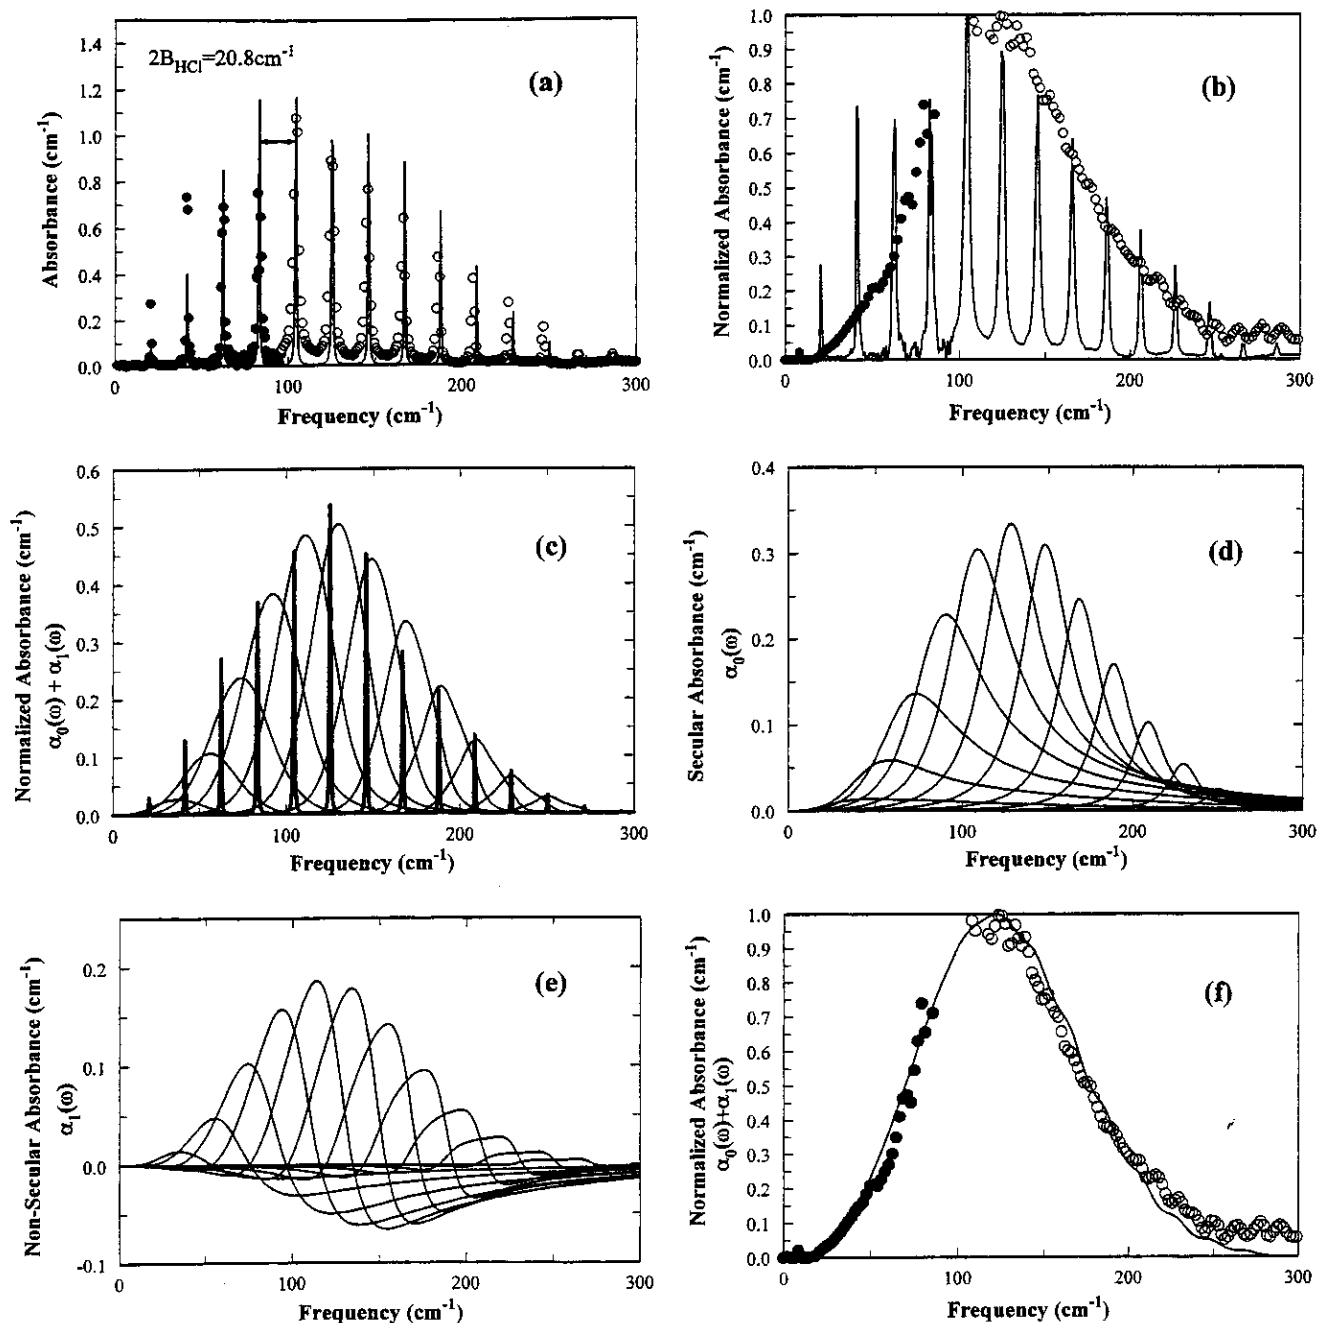 1.4
1.2
1.0
0.8
0.6
0.4
0.2
0.0
2B_HCl=20.8cm⁻¹
(a)
Absorbance (cm⁻¹)
0 100 200 300
Frequency (cm⁻¹)
1.0
0.9
0.8
0.7
0.6
0.5
0.4
0.3
0.2
0.1
0.0
(b)
Normalized Absorbance (cm⁻¹)
0 100 200 300
Frequency (cm⁻¹)
0.6
0.5
0.4
0.3
0.2
0.1
0.0
(c)
Normalized Absorbance (cm⁻¹)
α₀(ω) + α₁(ω)
0 100 200 300
Frequency (cm⁻¹)
0.4
0.3
0.2
0.1
0.0
(d)
Secular Absorbance (cm⁻¹)
α₀(ω)
0 100 200 300
Frequency (cm⁻¹)
0.2
0.1
0.0
-0.1
(e)
Non-Secular Absorbance (cm⁻¹)
α₁(ω)
0 100 200 300
Frequency (cm⁻¹)
1.0
0.9
0.8
0.7
0.6
0.5
0.4
0.3
0.2
0.1
0.0
(f)
Normalized Absorbance (cm⁻¹)
α₀(ω)+α₁(ω)
0 100 200 300
Frequency (cm⁻¹)